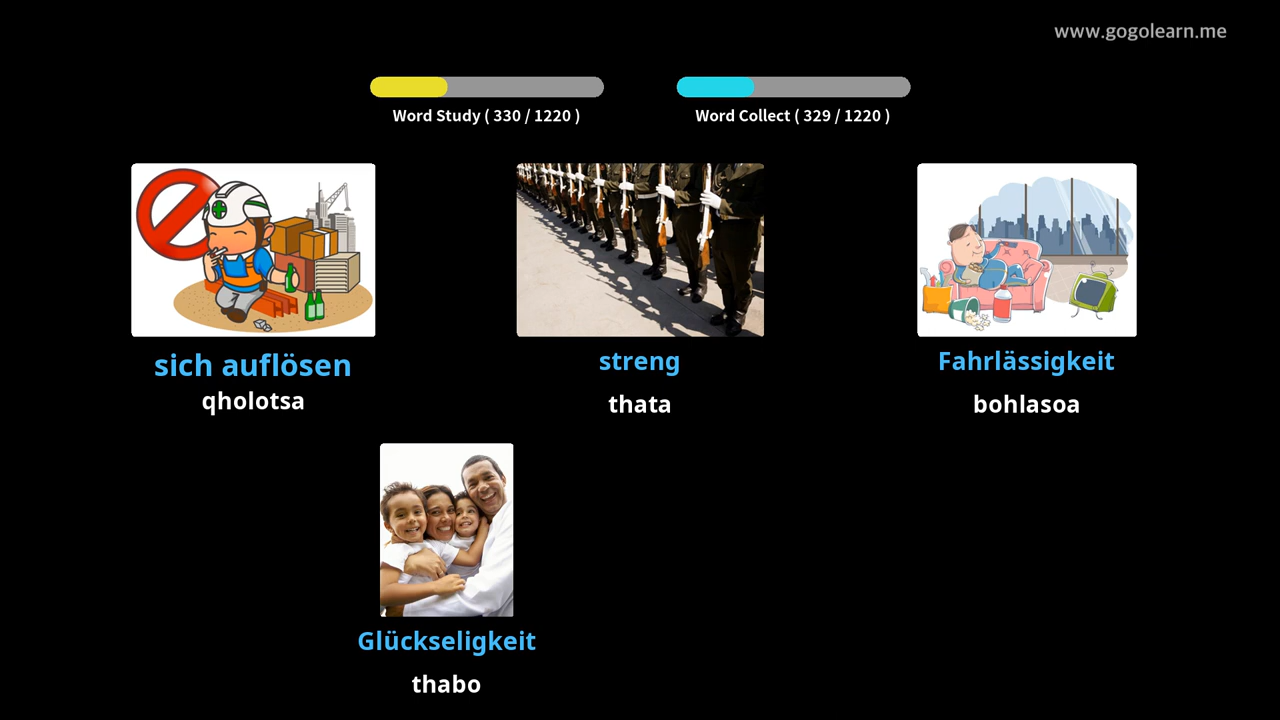 www.gogolearn.me
Word Study ( 330 / 1220 )
Word Collect ( 329 / 1220 )
sich auflösen
qholotsa
streng
thata
Fahrlässigkeit
bohlasoa
Glückseligkeit
thabo